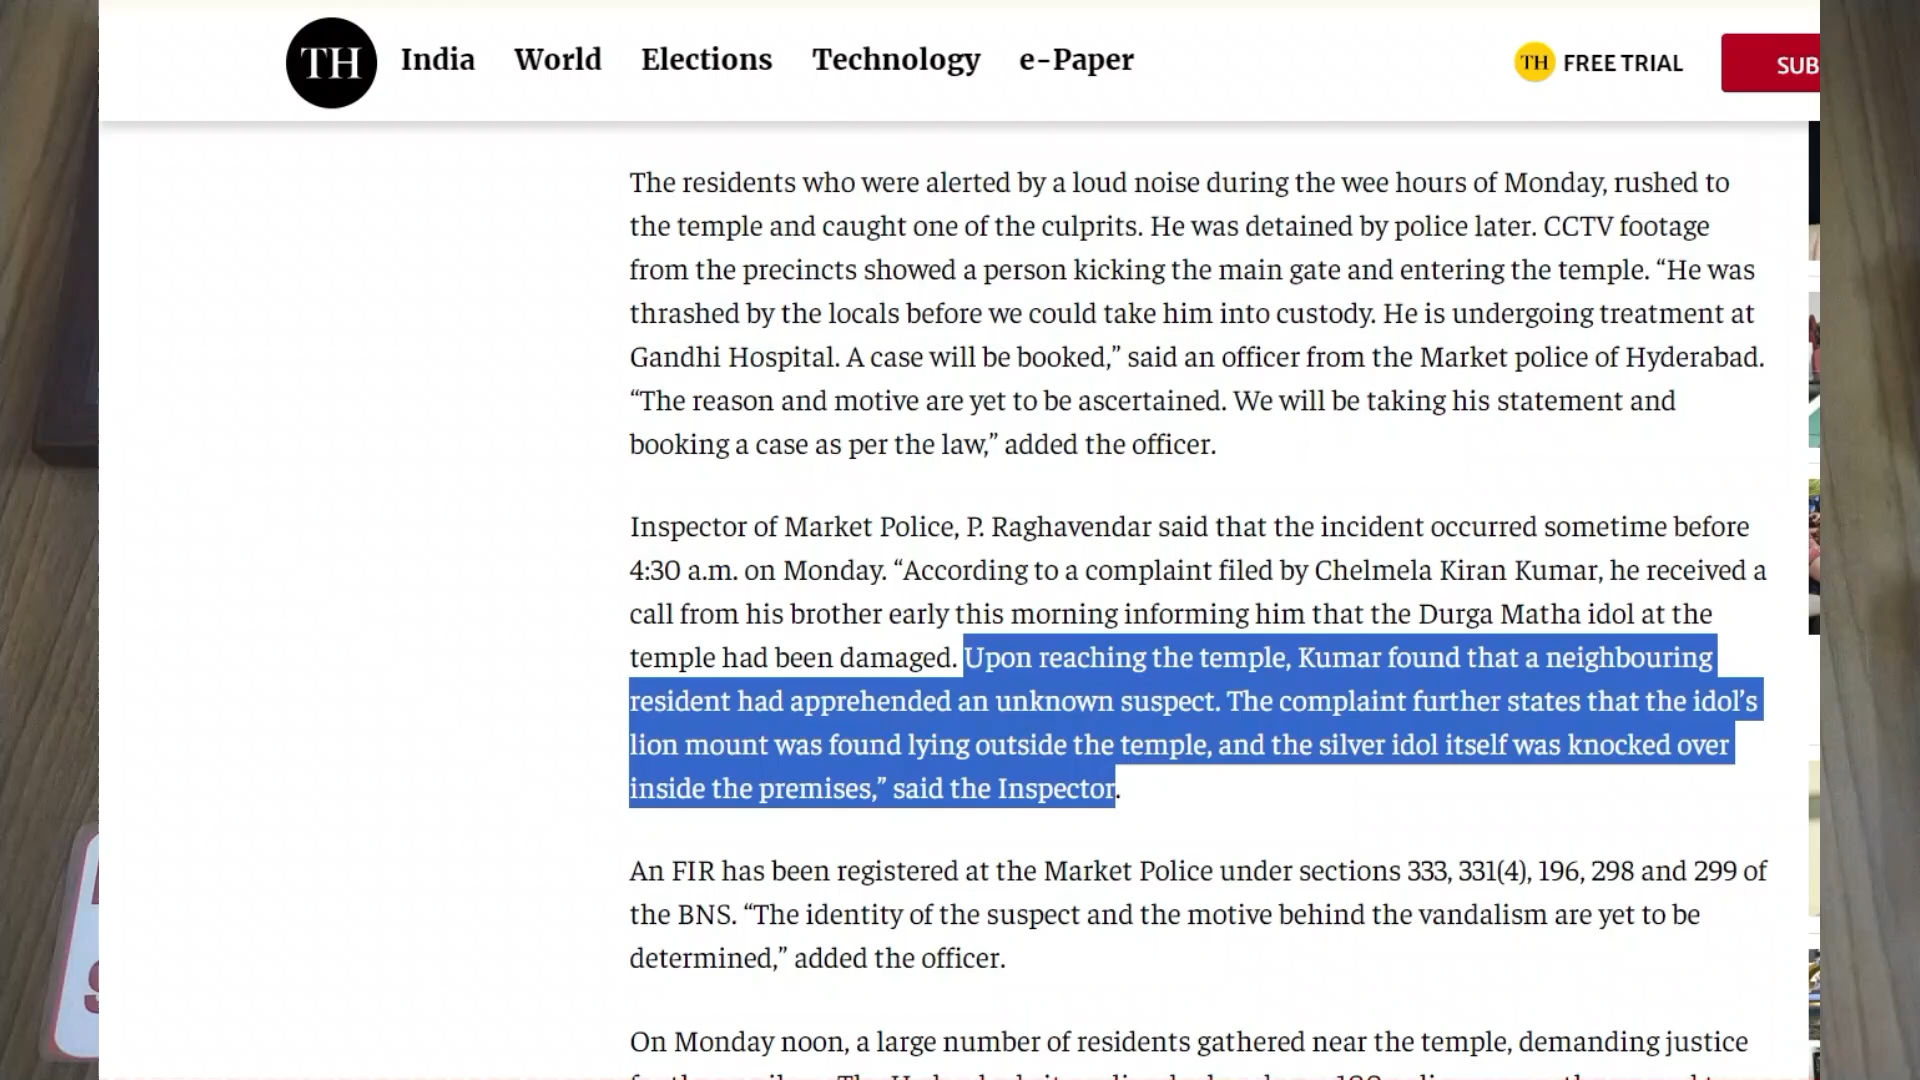 TH India World Elections Technology e-Paper TH FREE TRIAL SUB
The residents who were alerted by a loud noise during the wee hours of Monday, rushed to
the temple and caught one of the culprits. He was detained by police later. CCTV footage
from the precincts showed a person kicking the main gate and entering the temple. “He was
thrashed by the locals before we could take him into custody. He is undergoing treatment at
Gandhi Hospital. A case will be booked,” said an officer from the Market police of Hyderabad.
“The reason and motive are yet to be ascertained. We will be taking his statement and
booking a case as per the law,” added the officer.
Inspector of Market Police, P. Raghavendar said that the incident occurred sometime before
4:30 a.m. on Monday. “According to a complaint filed by Chelmela Kiran Kumar, he received a
call from his brother early this morning informing him that the Durga Matha idol at the
temple had been damaged. Upon reaching the temple, Kumar found that a neighbouring
resident had apprehended an unknown suspect. The complaint further states that the idol’s
lion mount was found lying outside the temple, and the silver idol itself was knocked over
inside the premises,” said the Inspector.
An FIR has been registered at the Market Police under sections 333, 331(4), 196, 298 and 299 of
the BNS. “The identity of the suspect and the motive behind the vandalism are yet to be
determined,” added the officer.
On Monday noon, a large number of residents gathered near the temple, demanding justice